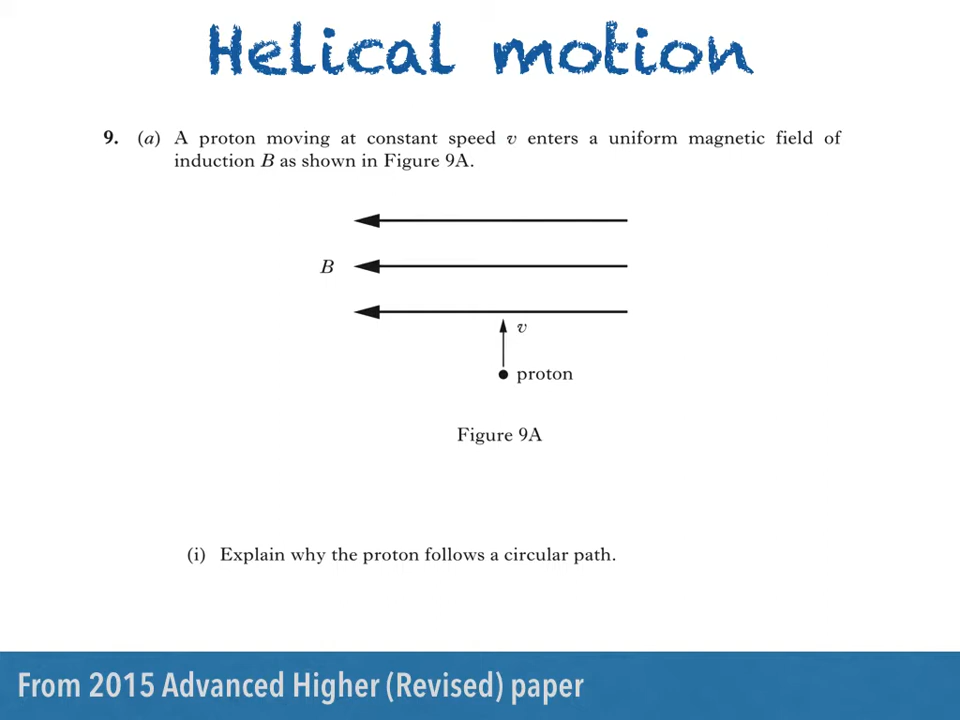 Helical motion
9. (a) A proton moving at constant speed v enters a uniform magnetic field of
induction B as shown in Figure 9A.
B
v
proton
Figure 9A
(i) Explain why the proton follows a circular path.
From 2015 Advanced Higher (Revised) paper